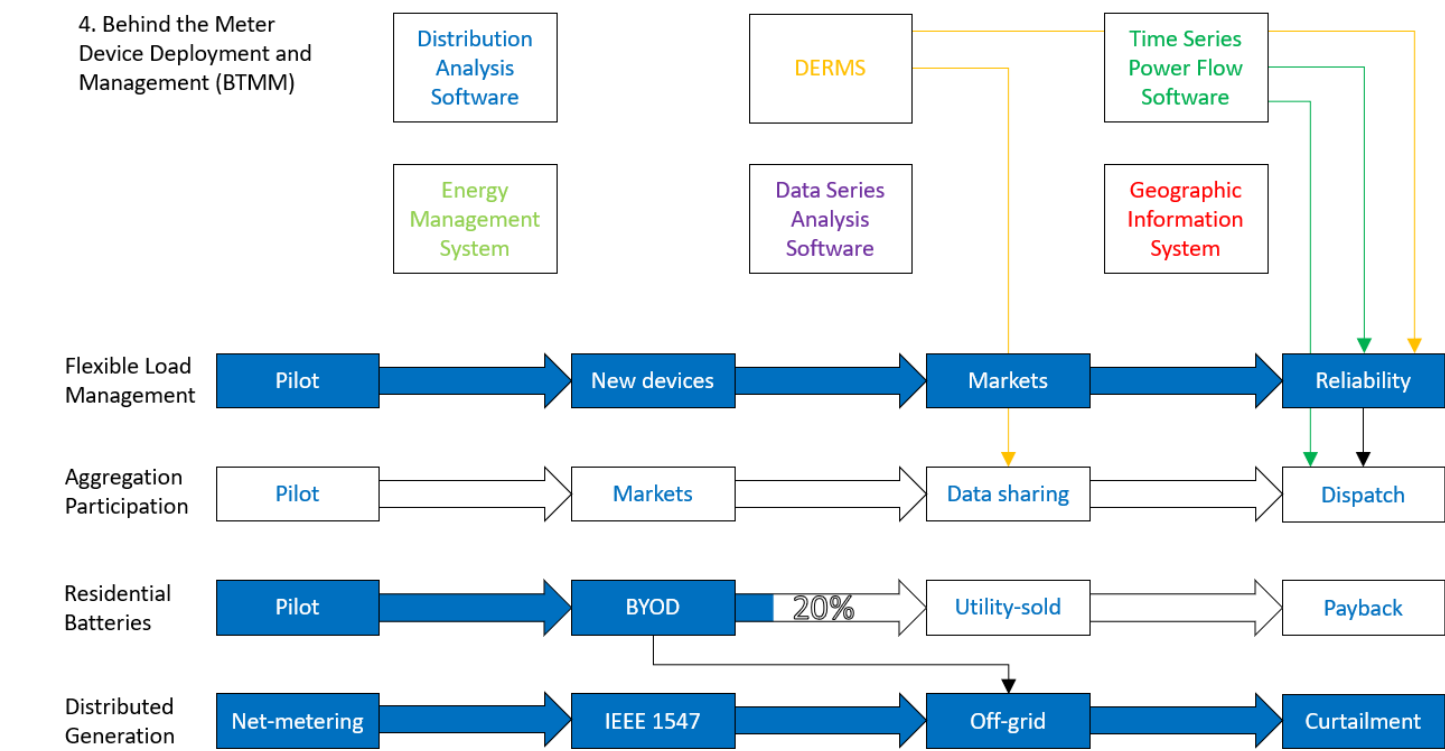 4. Behind the Meter
Device Deployment and
Management (BTMM)
Distribution
Analysis
Software
DERMS
Time Series
Power Flow
Software
Energy
Management
System
Data Series
Analysis
Software
Geographic
Information
System
Flexible Load
Management
Pilot
New devices
Markets
Reliability
Aggregation
Participation
Pilot
Markets
Data sharing
Dispatch
Residential
Batteries
Pilot
BYOD
20%
Utility-sold
Payback
Distributed
Generation
Net-metering
IEEE 1547
Off-grid
Curtailment